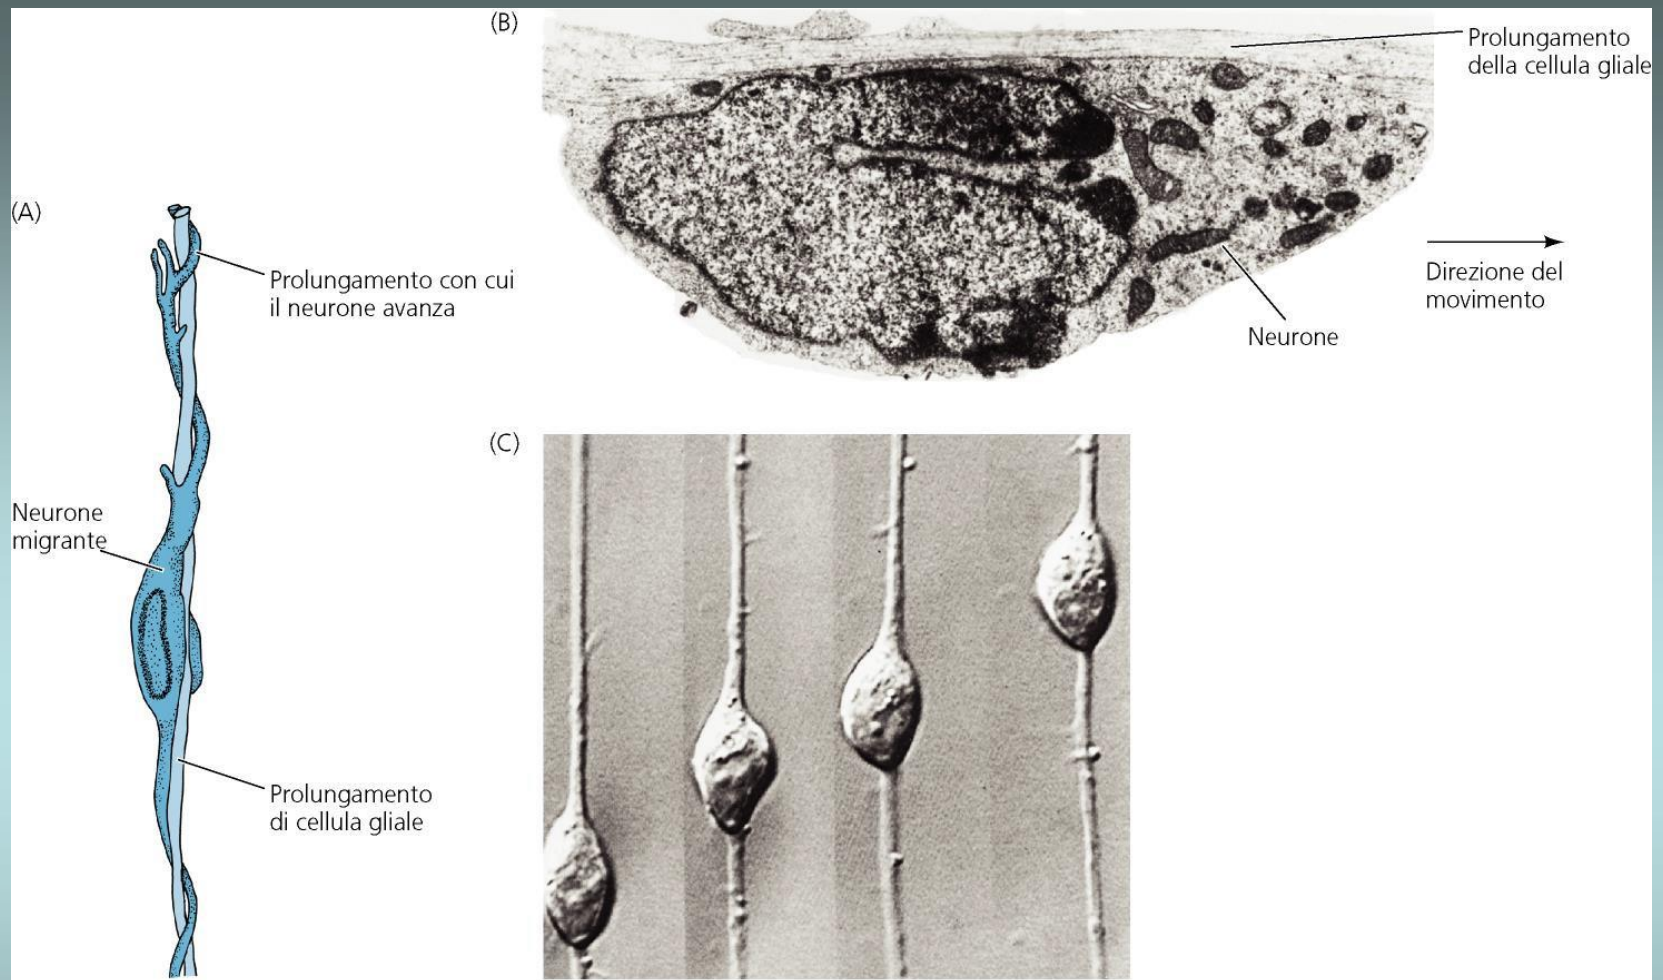 (A)
Prolungamento con cui
il neurone avanza
Neurone
migrante
Prolungamento
di cellula gliale
(B)
Prolungamento
della cellula gliale
Direzione del
movimento
Neurone
(C)